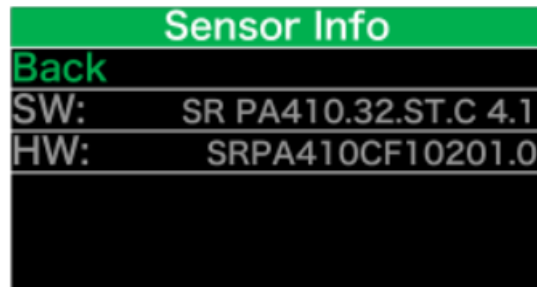 Sensor Info
Back
SW: SR PA410.32.ST.C 4.1
HW: SRPA410CF10201.0